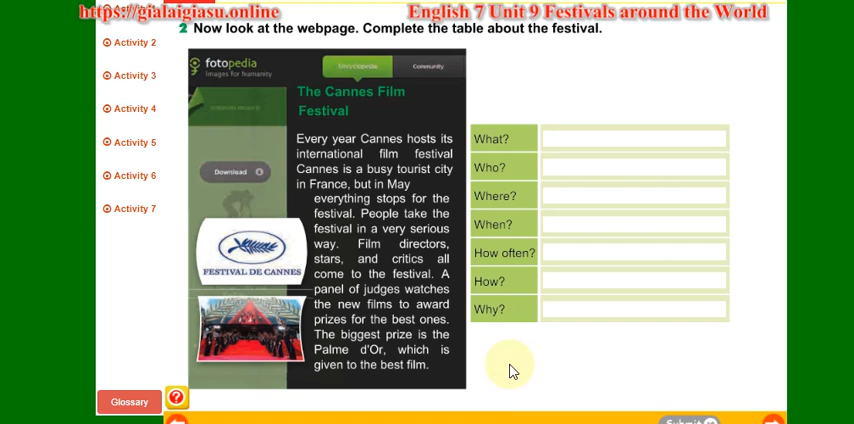 https://gialaigiasu.online
English 7 Unit 9 Festivals around the World
2 Now look at the webpage. Complete the table about the festival.
Activity 2
Activity 3
Activity 4
Activity 5
Activity 6
Activity 7
Glossary
fotopedia
Images for humanity
Encyclopedia
Community
Download
The Cannes Film
Festival
Every year Cannes hosts its
international film festival
Cannes is a busy tourist city
in France, but in May
everything stops for the
festival. People take the
festival in a very serious
way. Film directors,
stars, and critics all
come to the festival. A
panel of judges watches
the new films to award
prizes for the best ones.
The biggest prize is the
Palme d'Or, which is
given to the best film.
FESTIVAL DE CANNES
What?
Who?
Where?
When?
How often?
How?
Why?
?
Submit